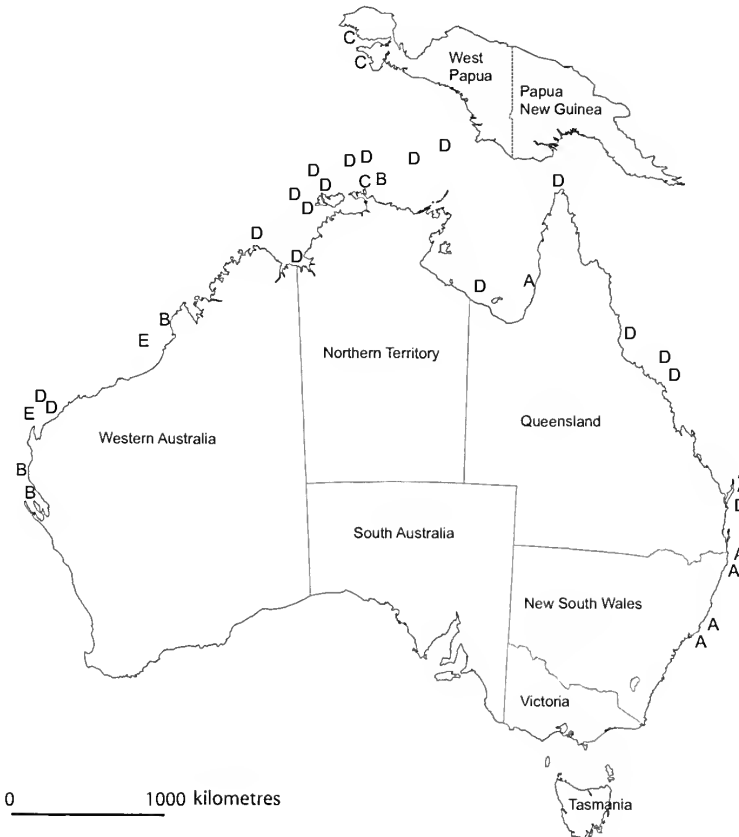 C
C
West
Papua
Papua
New Guinea
D
D D D
D
D
D
D
D
C B
D
D
D
D A
B
E
D
D
D
D
D
E
Northern Territory
Western Australia
Queensland
B
B
D
South Australia
A
A
New South Wales
A
A
Victoria
0 1000 kilometres
Tasmania